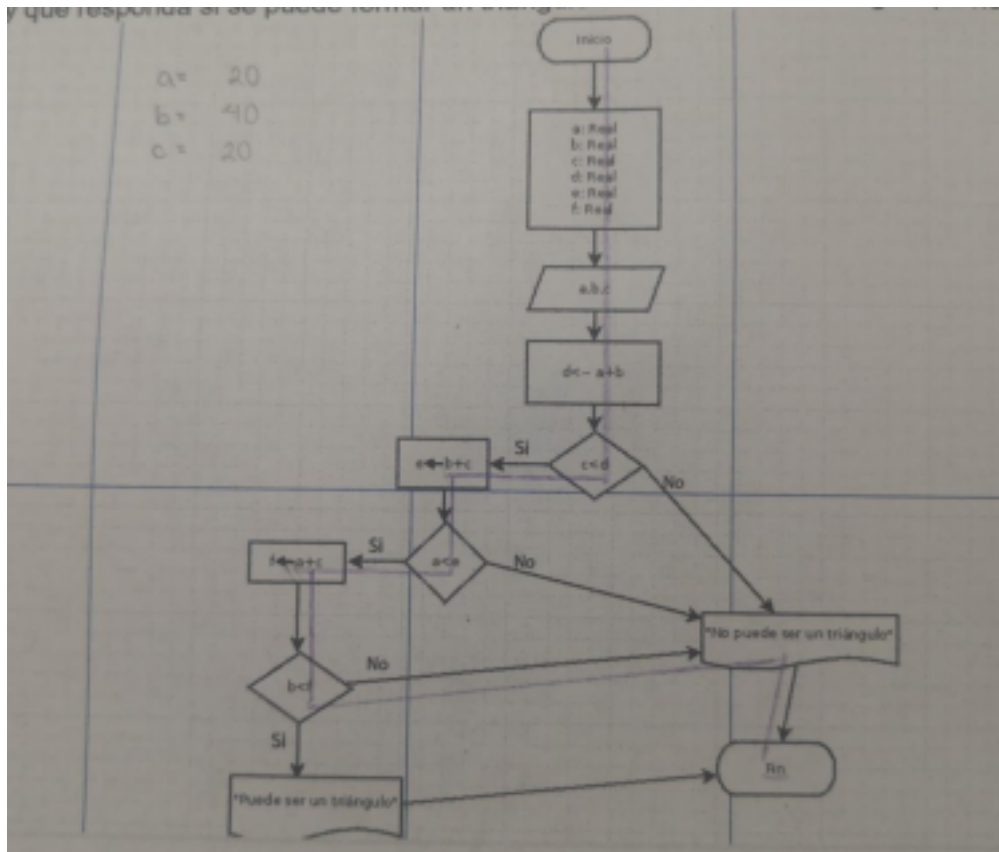 y que responda si se puede formar un triángul
Inicio
a= 20
b= 40
c= 20
a: Real
b: Real
c: Real
d: Real
e: Real
f: Real
a,b,c
d<- a+b
Si
c<d
No
e b+c
Si
a<e
No
a+c
"No puede ser un triángulo"
b<f
No
Si
Fin
"Puede ser un triángulo"